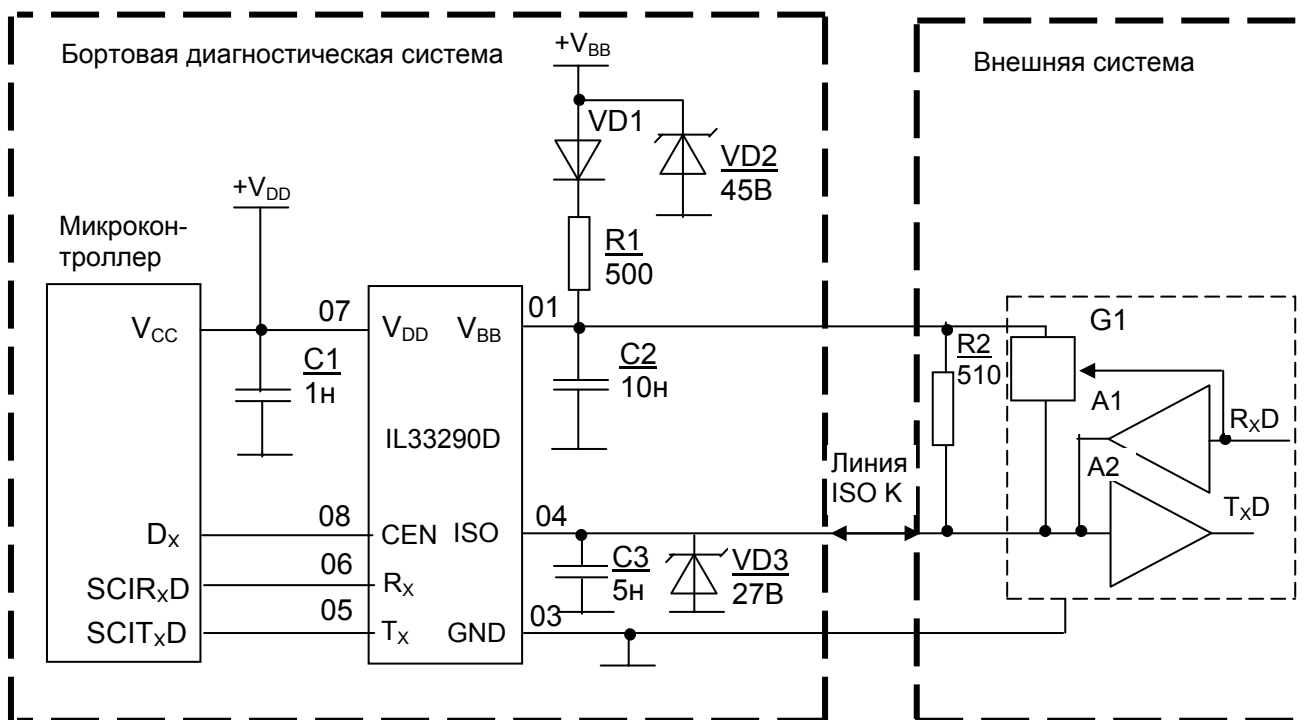 Бортовая диагностическая система
+VBB
Внешняя система
VD1
VD2
45В
+VDD
Микрокон-
троллер
R1
500
VCC
07
VDD
VBB
01
G1
C1
1н
C2
10н
R2
510
A1
RXD
IL33290D
Линия
ISO K
A2
TXD
DX
08
CEN
ISO
04
SCIRXD
06
RX
C3
5н
VD3
27В
SCITXD
05
TX
GND
03